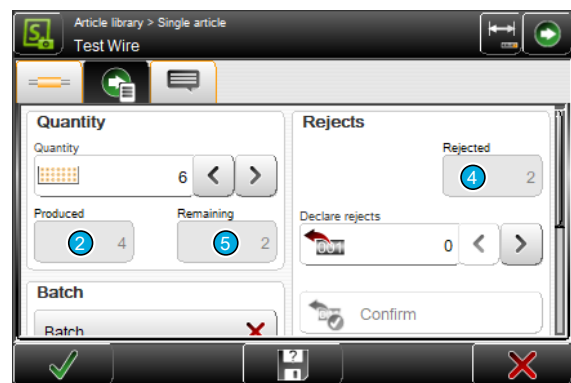 Article library > Single article
Test Wire
Quantity
Quantity
6
Produced
Remaining
2
4
5
2
Batch
Batch
Rejects
Rejected
4
2
Declare rejects
001
0
Confirm
?